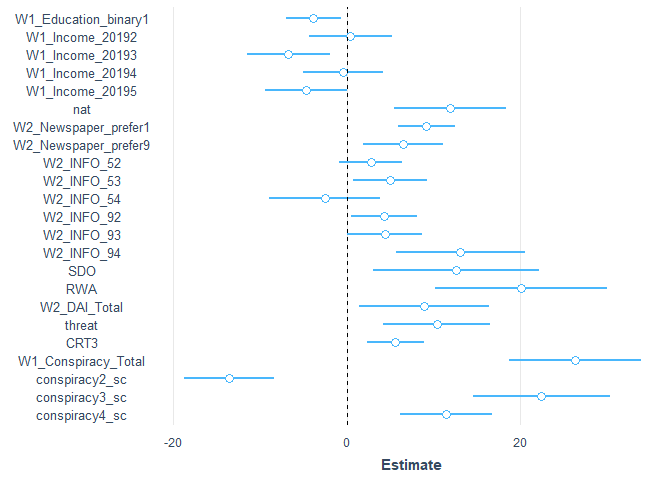 W1_Education_binary1
W1_Income_20192
W1_Income_20193
W1_Income_20194
W1_Income_20195
nat
W2_Newspaper_prefer1
W2_Newspaper_prefer9
W2_INFO_52
W2_INFO_53
W2_INFO_54
W2_INFO_92
W2_INFO_93
W2_INFO_94
SDO
RWA
W2_DAI_Total
threat
CRT3
W1_Conspiracy_Total
conspiracy2_sc
conspiracy3_sc
conspiracy4_sc
-20 0 20
Estimate